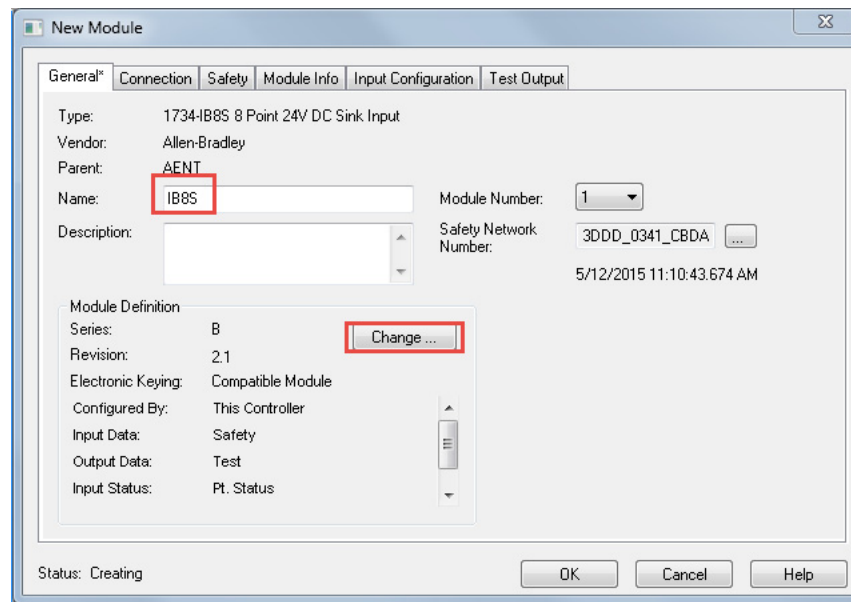 New Module
General* Connection Safety Module Info Input Configuration Test Output
Type: 1734-IB8S 8 Point 24V DC Sink Input
Vendor: Allen-Bradley
Parent: AENT
Name: IB8S Module Number: 1
Description: Safety Network Number: 3DDD_0341_CBDA ...
5/12/2015 11:10:43.674 AM
Module Definition
Series: B Change ...
Revision: 2.1
Electronic Keying: Compatible Module
Configured By: This Controller
Input Data: Safety
Output Data: Test
Input Status: Pt. Status
Status: Creating OK Cancel Help